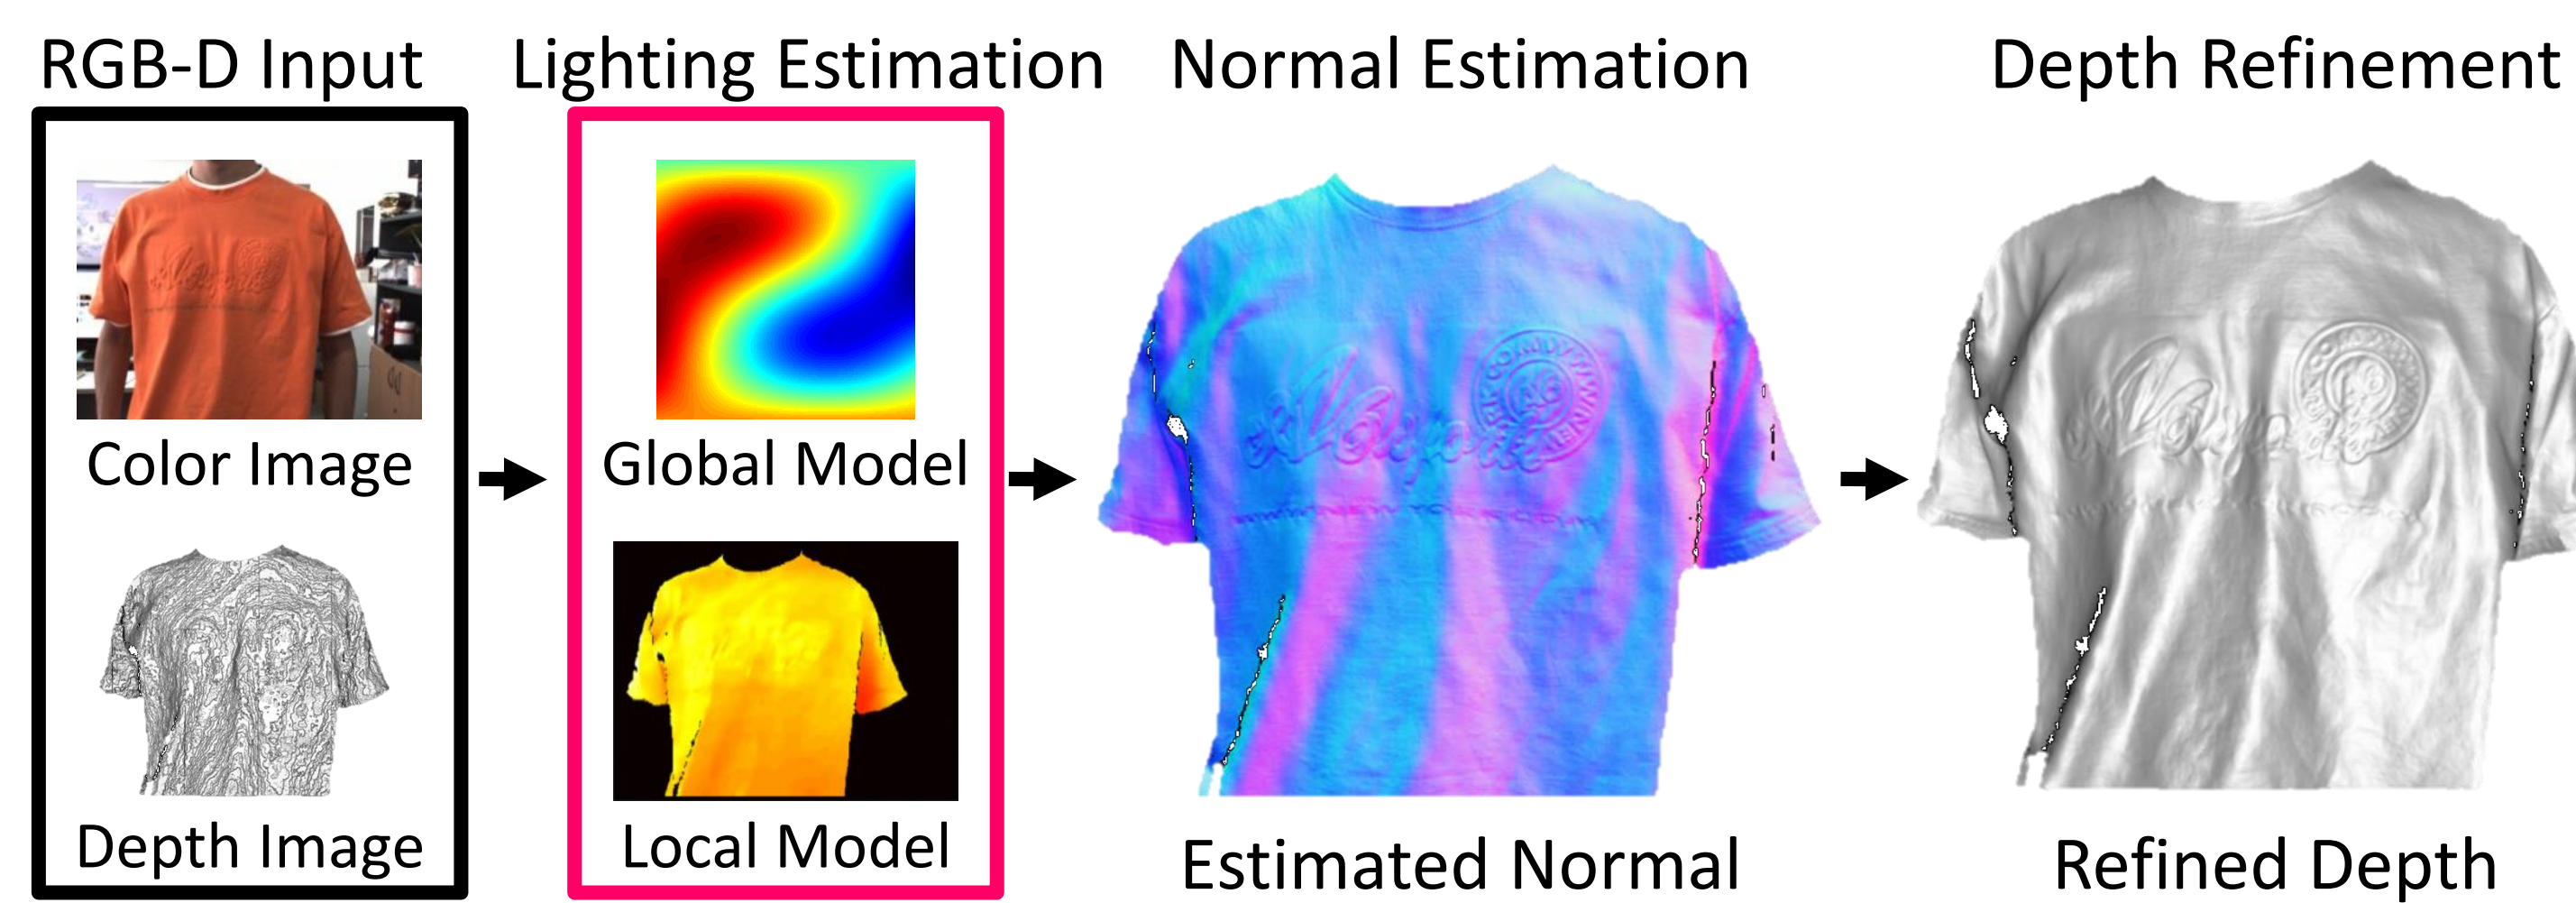 RGB-D Input
Lighting Estimation
Normal Estimation
Depth Refinement
Color Image
Depth Image
Global Model
Local Model
Estimated Normal
Refined Depth